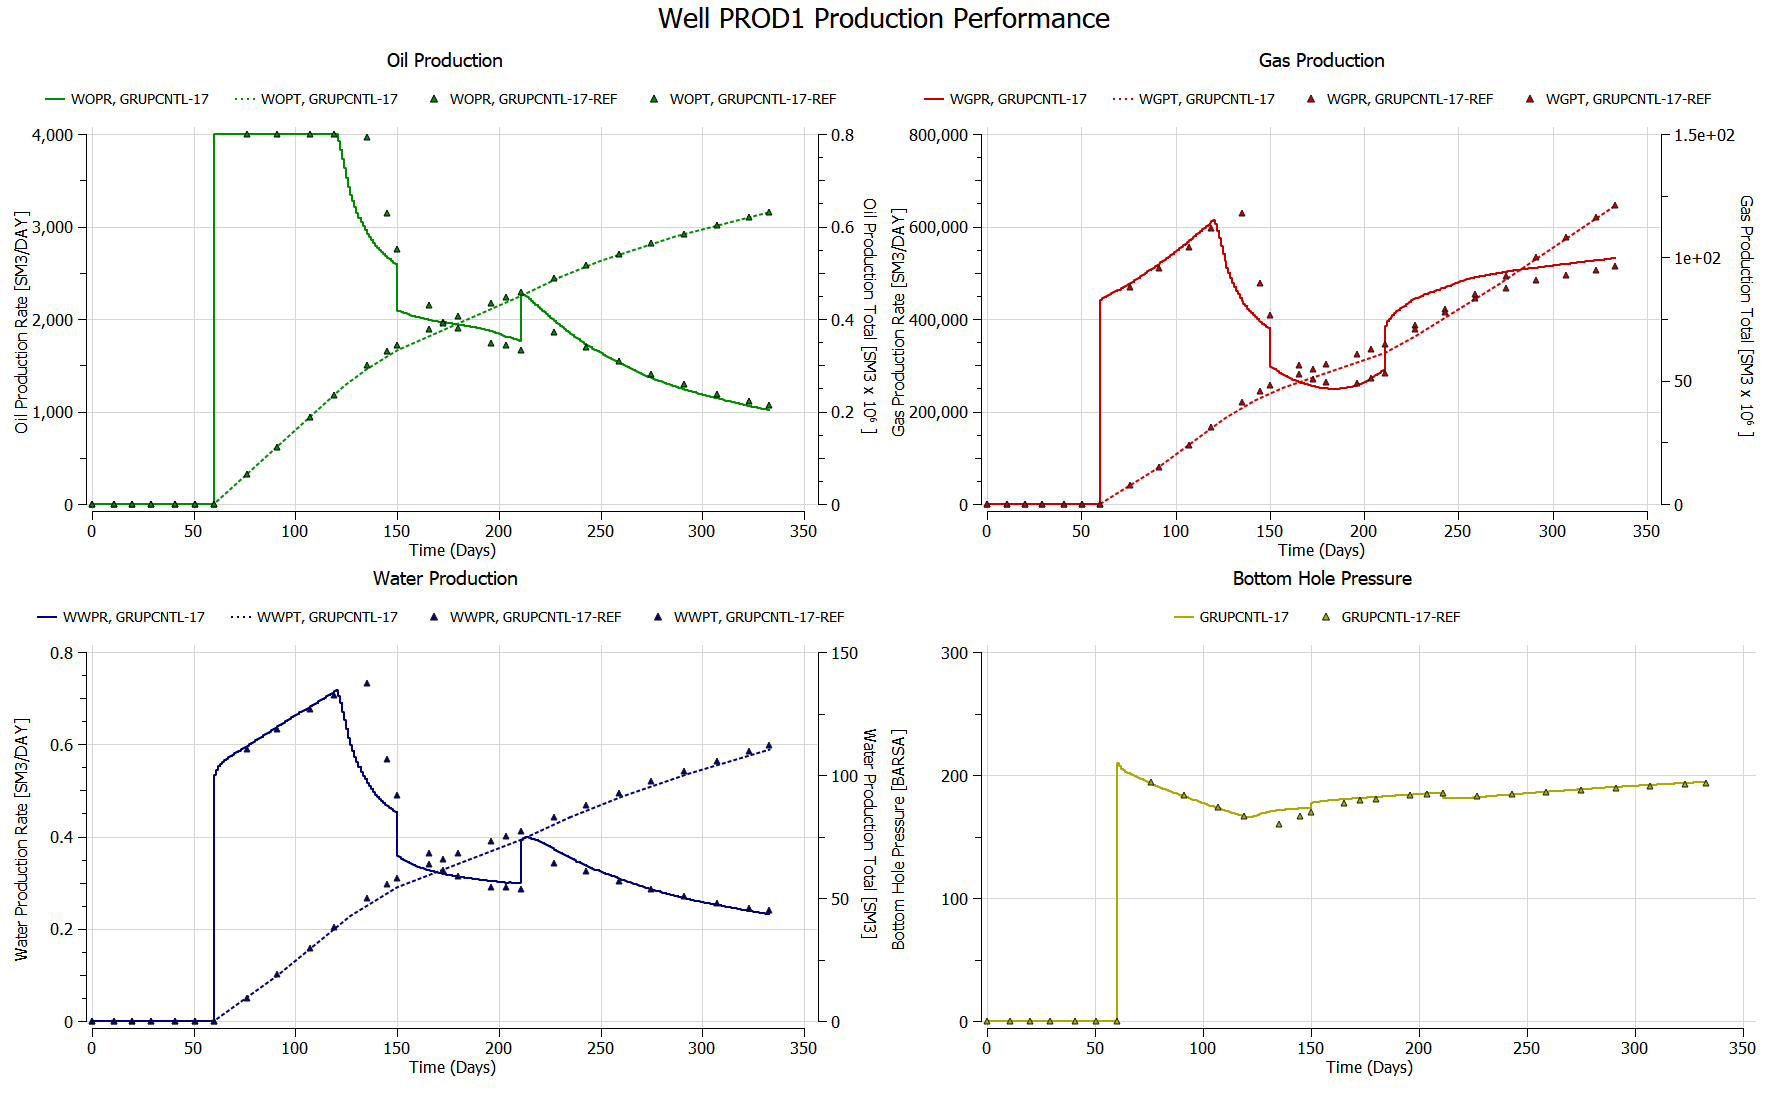 Well PROD1 Production Performance
Oil Production
WOPR, GRUPCNTL-17 WOPT, GRUPCNTL-17 WOPR, GRUPCNTL-17-REF WOPT, GRUPCNTL-17-REF
4,000
3,000
2,000
1,000
0
Oil Production Rate [SM3/DAY]
0.8
0.6
0.4
0.2
0
Oil Production Total [SM3 x 10⁶ ]
0 50 100 150 200 250 300 350
Time (Days)
Gas Production
WGPR, GRUPCNTL-17 WGPT, GRUPCNTL-17 WGPR, GRUPCNTL-17-REF WGPT, GRUPCNTL-17-REF
800,000
600,000
400,000
200,000
0
Gas Production Rate [SM3/DAY]
1.5e+02
1e+02
50
0
Gas Production Total [SM3 x 10⁶ ]
0 50 100 150 200 250 300 350
Time (Days)
Water Production
WWPR, GRUPCNTL-17 WWPT, GRUPCNTL-17 WWPR, GRUPCNTL-17-REF WWPT, GRUPCNTL-17-REF
0.8
0.6
0.4
0.2
0
Water Production Rate [SM3/DAY]
150
100
50
0
Water Production Total [SM3]
0 50 100 150 200 250 300 350
Time (Days)
Bottom Hole Pressure
GRUPCNTL-17 GRUPCNTL-17-REF
300
200
100
0
Bottom Hole Pressure [BARSA]
0 50 100 150 200 250 300 350
Time (Days)